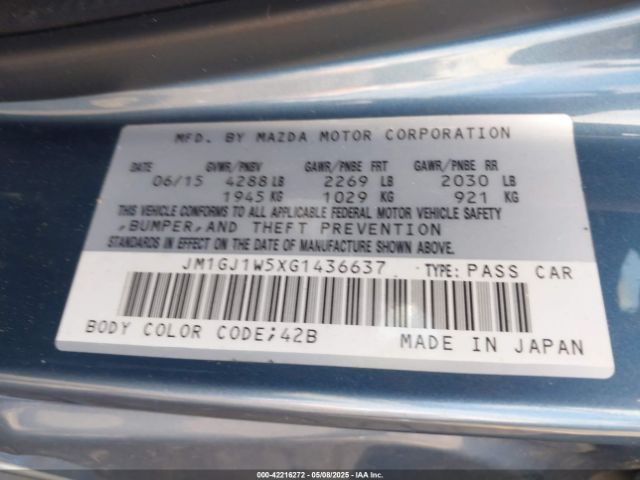 MFD. BY MAZDA MOTOR CORPORATION
DATE GVWR/PNBV GAWR/PNBE FRT GAWR/PNBE RR
06/15 4288 LB 2269 LB 2030 LB
1945 KG 1029 KG 921 KG
THIS VEHICLE CONFORMS TO ALL APPLICABLE FEDERAL MOTOR VEHICLE SAFETY
, BUMPER, AND THEFT PREVENTION
STANDARDS IN EFFECT ON THE DATE OF MANUFACTURE SHOWN ABOVE.
JM1GJ1W5XG1436637 TYPE: PASS CAR
BODY COLOR CODE;42B MADE IN JAPAN
000-42216272 — 05/08/2025 — IAA Inc.